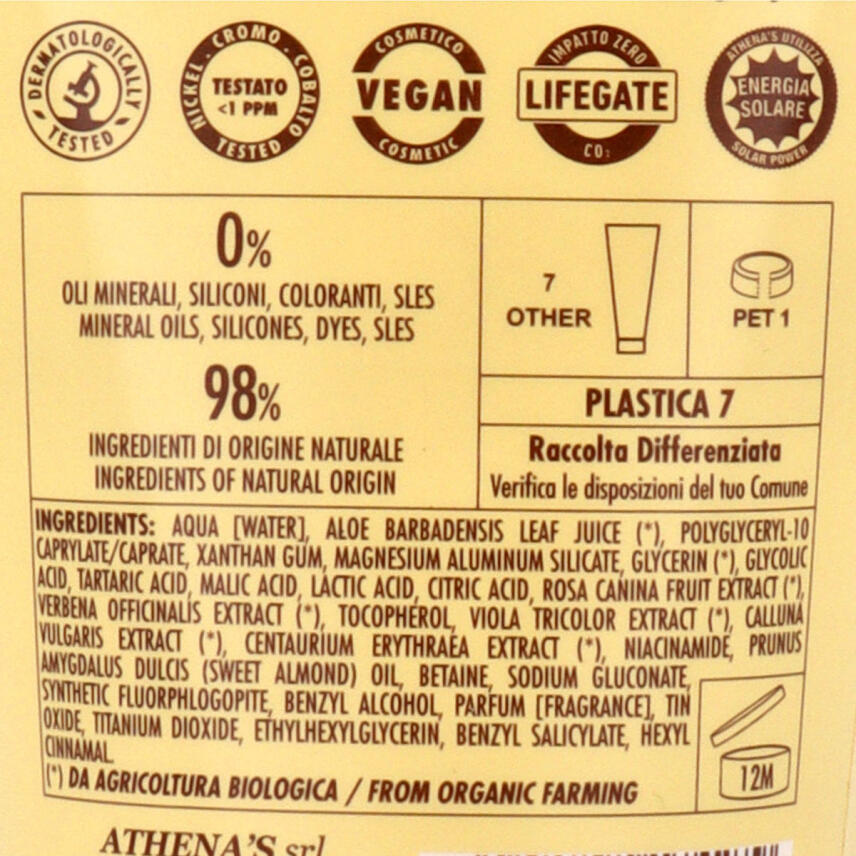 DERMATOLOGICALLY
TESTED
NICKEL · CROMO · COBALTO
TESTATO
<1 PPM
TESTED
COSMETICO
VEGAN
COSMETIC
IMPATTO ZERO
LIFEGATE
CO2
ATHENA'S UTILIZZA
ENERGIA
SOLARE
SOLAR POWER
0%
OLI MINERALI, SILICONI, COLORANTI, SLES
MINERAL OILS, SILICONES, DYES, SLES
98%
INGREDIENTI DI ORIGINE NATURALE
INGREDIENTS OF NATURAL ORIGIN
7
OTHER
PET 1
PLASTICA 7
Raccolta Differenziata
Verifica le disposizioni del tuo Comune
INGREDIENTS: AQUA [WATER], ALOE BARBADENSIS LEAF JUICE (*), POLYGLYCERYL-10
CAPRYLATE/CAPRATE, XANTHAN GUM, MAGNESIUM ALUMINUM SILICATE, GLYCERIN (*), GLYCOLIC
ACID, TARTARIC ACID, MALIC ACID, LACTIC ACID, CITRIC ACID, ROSA CANINA FRUIT EXTRACT (*),
VERBENA OFFICINALIS EXTRACT (*), TOCOPHEROL, VIOLA TRICOLOR EXTRACT (*), CALLUNA
VULGARIS EXTRACT (*), CENTAURIUM ERYTHRAEA EXTRACT (*), NIACINAMIDE, PRUNUS
AMYGDALUS DULCIS (SWEET ALMOND) OIL, BETAINE, SODIUM GLUCONATE,
SYNTHETIC FLUORPHLOGOPITE, BENZYL ALCOHOL, PARFUM [FRAGRANCE], TIN
OXIDE, TITANIUM DIOXIDE, ETHYLHEXYLGLYCERIN, BENZYL SALICYLATE, HEXYL
CINNAMAL.
(*) DA AGRICOLTURA BIOLOGICA / FROM ORGANIC FARMING
12M
ATHENA'S srl